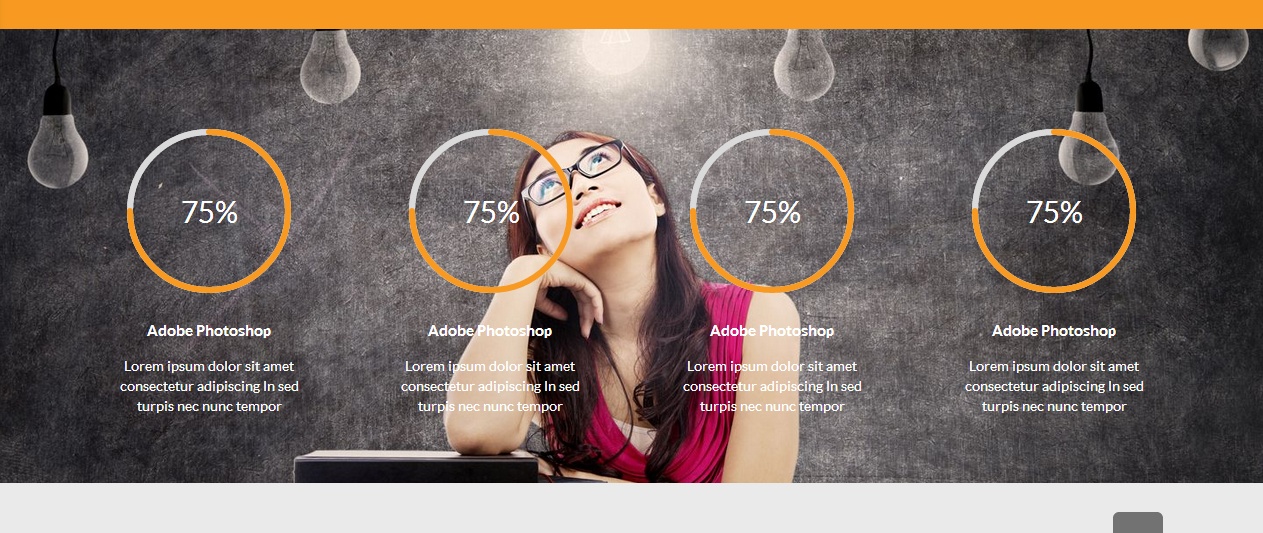 75%
75%
75%
75%
Adobe Photoshop
Adobe Photoshop
Adobe Photoshop
Adobe Photoshop
Lorem ipsum dolor sit amet
consectetur adipiscing In sed
turpis nec nunc tempor
Lorem ipsum dolor sit amet
consectetur adipiscing In sed
turpis nec nunc tempor
Lorem ipsum dolor sit amet
consectetur adipiscing In sed
turpis nec nunc tempor
Lorem ipsum dolor sit amet
consectetur adipiscing In sed
turpis nec nunc tempor